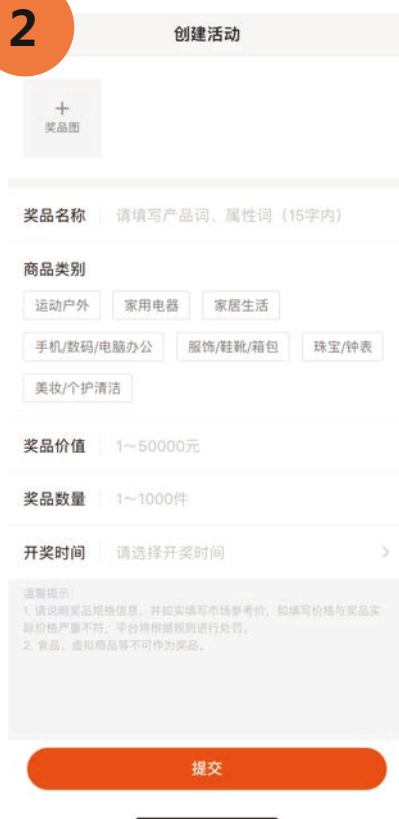 2
创建活动
+
奖品图
奖品名称 请填写产品词、属性词（15字内）
商品类别
运动户外 家用电器 家居生活
手机/数码/电脑办公 服饰/鞋靴/箱包 珠宝/钟表
美妆/个护清洁
奖品价值 1~50000元
奖品数量 1~1000件
开奖时间 请选择开奖时间 >
温馨提示:
1. 请说明奖品规格信息，并如实填写市场参考价，如填写价格与奖品实
际价格严重不符，平台将根据规则进行处罚。
2. 食品、虚拟商品等不可作为奖品。
提交